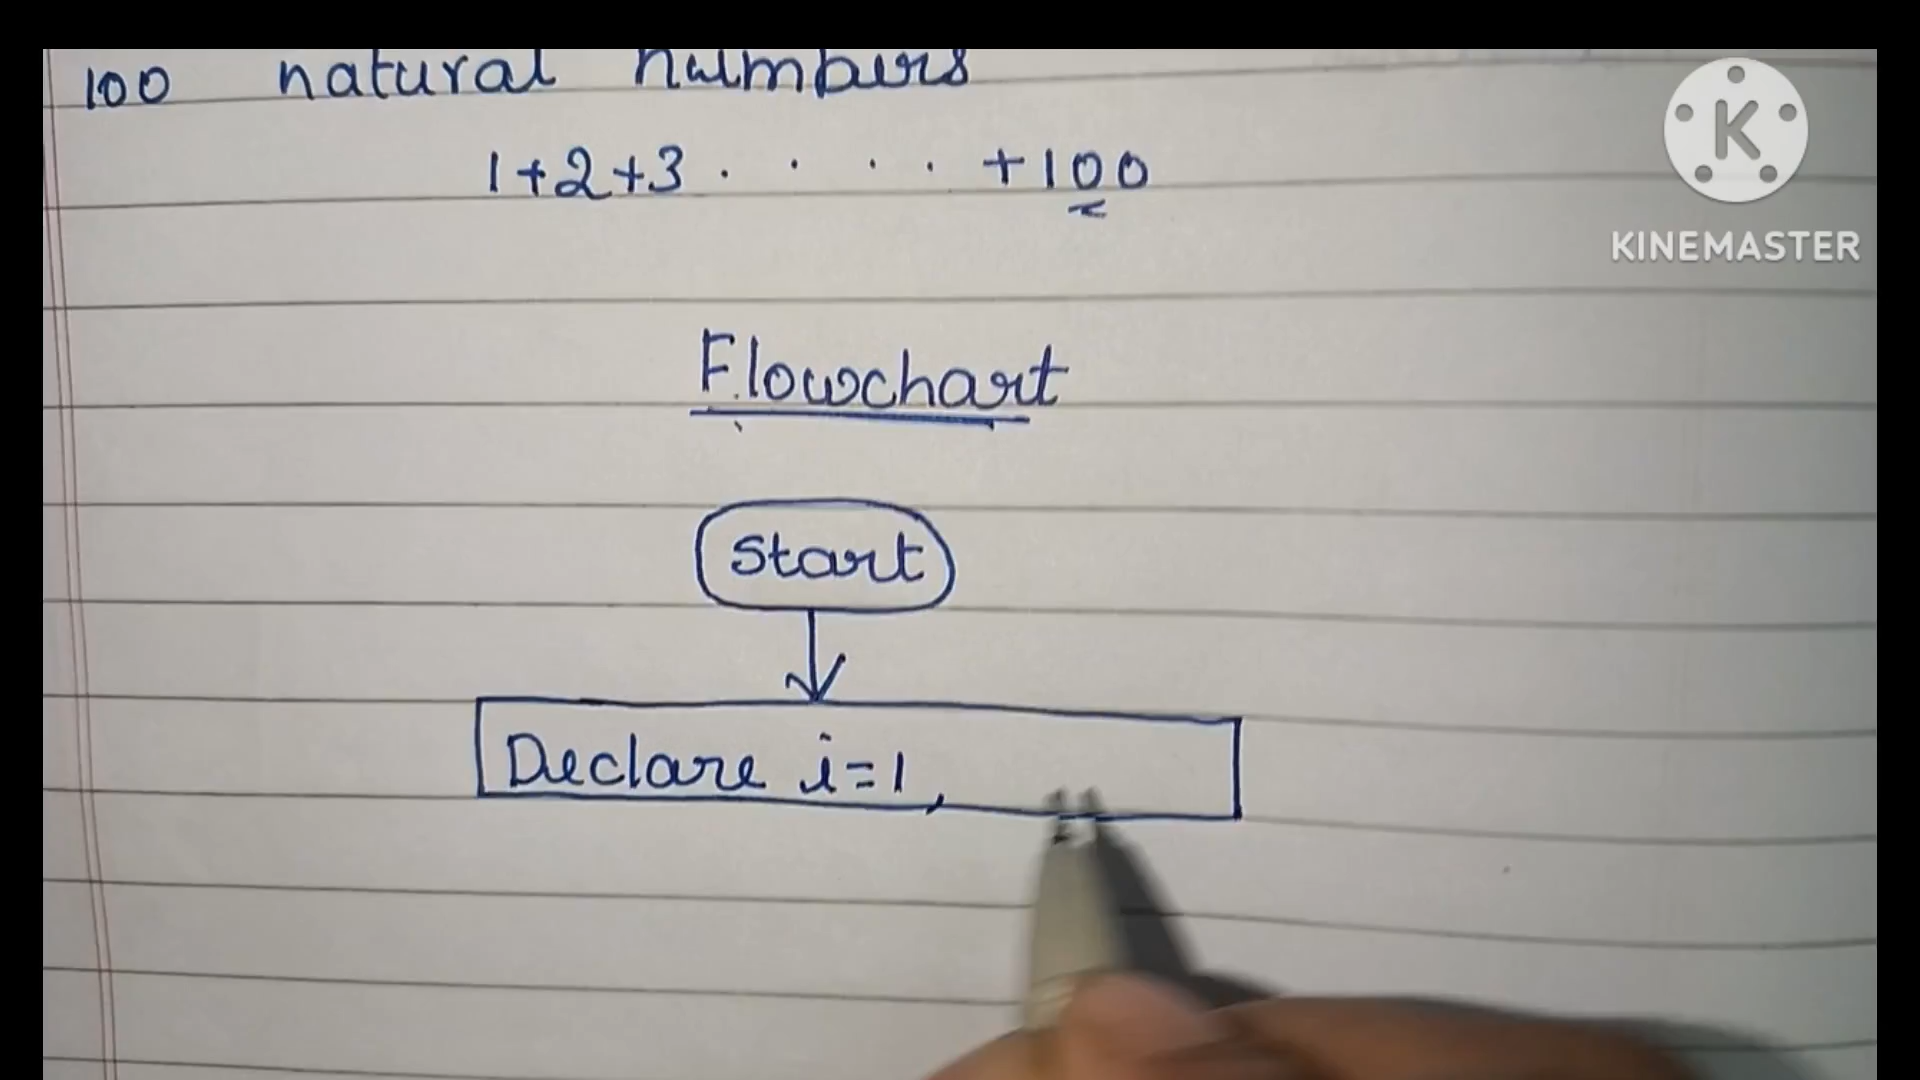 100 natural numbers
1+2+3 . . . . +100
K
KINEMASTER
Flowchart
Start
Declare i=1,